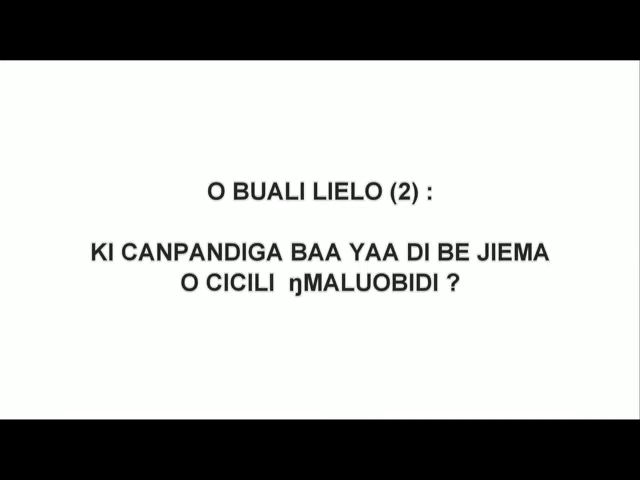 O BUALI LIELO (2) :
KI CANPANDIGA BAA YAA DI BE JIEMA
O CICILI ŋMALUOBIDI ?